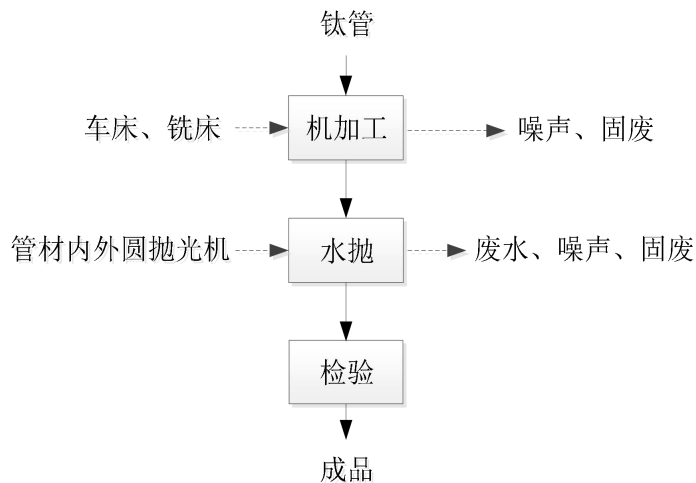 钛管
车床、铣床
机加工
噪声、固废
管材内外圆抛光机
水抛
废水、噪声、固废
检验
成品